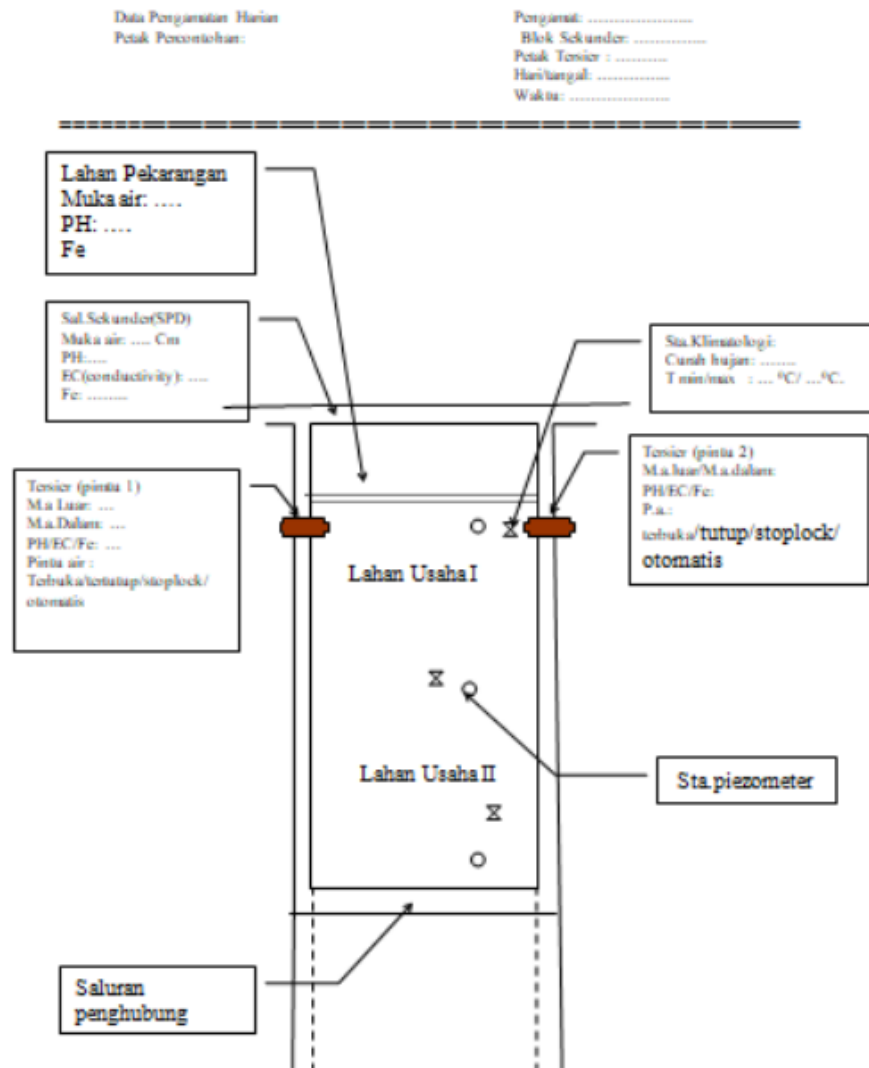 Data Pengamatan Harian
Petak Percontohan:
Pengamat: ......................
Blok Sekunder: ...............
Petak Tersier : ...........
Hari/tanggal: ...............
Waktu: .....................
Lahan Pekarangan
Muka air: ....
PH: ....
Fe
Sal.Sekunder(SPD)
Muka air: .... Cm
PH:....
EC(conductivity): ....
Fe: .........
Sta.Klimatologi:
Curah hujan: ........
T min/max : ... ⁰C/ ...⁰C.
Tersier (pintu 1)
M.a Luar: ...
M.a.Dalam: ...
PH/EC/Fe: ...
Pintu air :
Terbuka/tertutup/stoplock/
otomatis
Tersier (pintu 2)
M.a.luar/M.a.dalam:
PH/EC/Fe:
P.a.:
terbuka/tutup/stoplock/
otomatis
Lahan Usaha I
Lahan Usaha II
Sta.piezometer
Saluran
penghubung